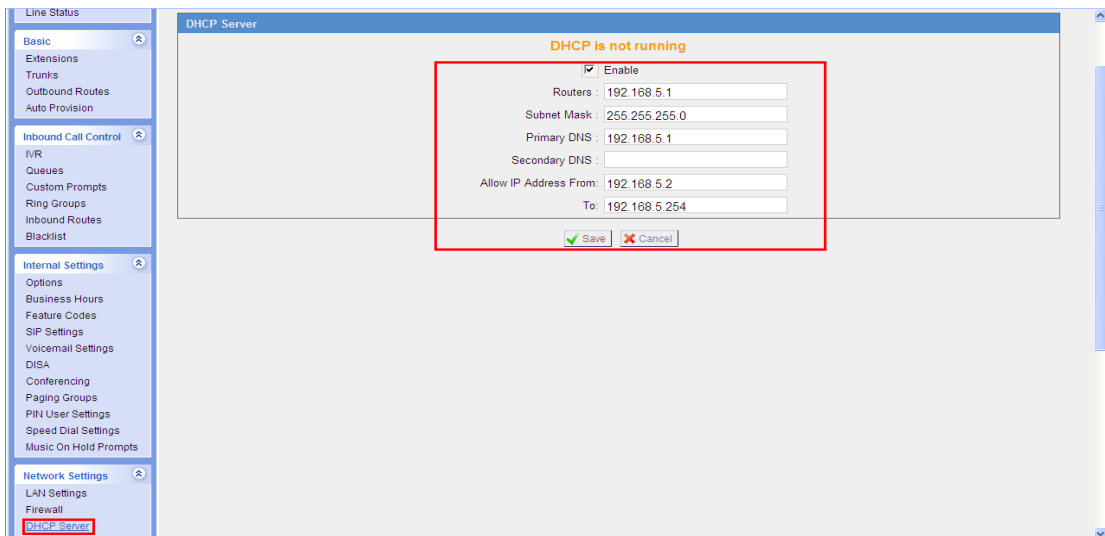 Line Status
Basic
Extensions
Trunks
Outbound Routes
Auto Provision
Inbound Call Control
IVR
Queues
Custom Prompts
Ring Groups
Inbound Routes
Blacklist
Internal Settings
Options
Business Hours
Feature Codes
SIP Settings
Voicemail Settings
DISA
Conferencing
Paging Groups
PIN User Settings
Speed Dial Settings
Music On Hold Prompts
Network Settings
LAN Settings
Firewall
DHCP Server
DHCP Server
DHCP is not running
Enable
Routers : 192.168.5.1
Subnet Mask : 255.255.255.0
Primary DNS : 192.168.5.1
Secondary DNS :
Allow IP Address From: 192.168.5.2
To: 192.168.5.254
Save Cancel